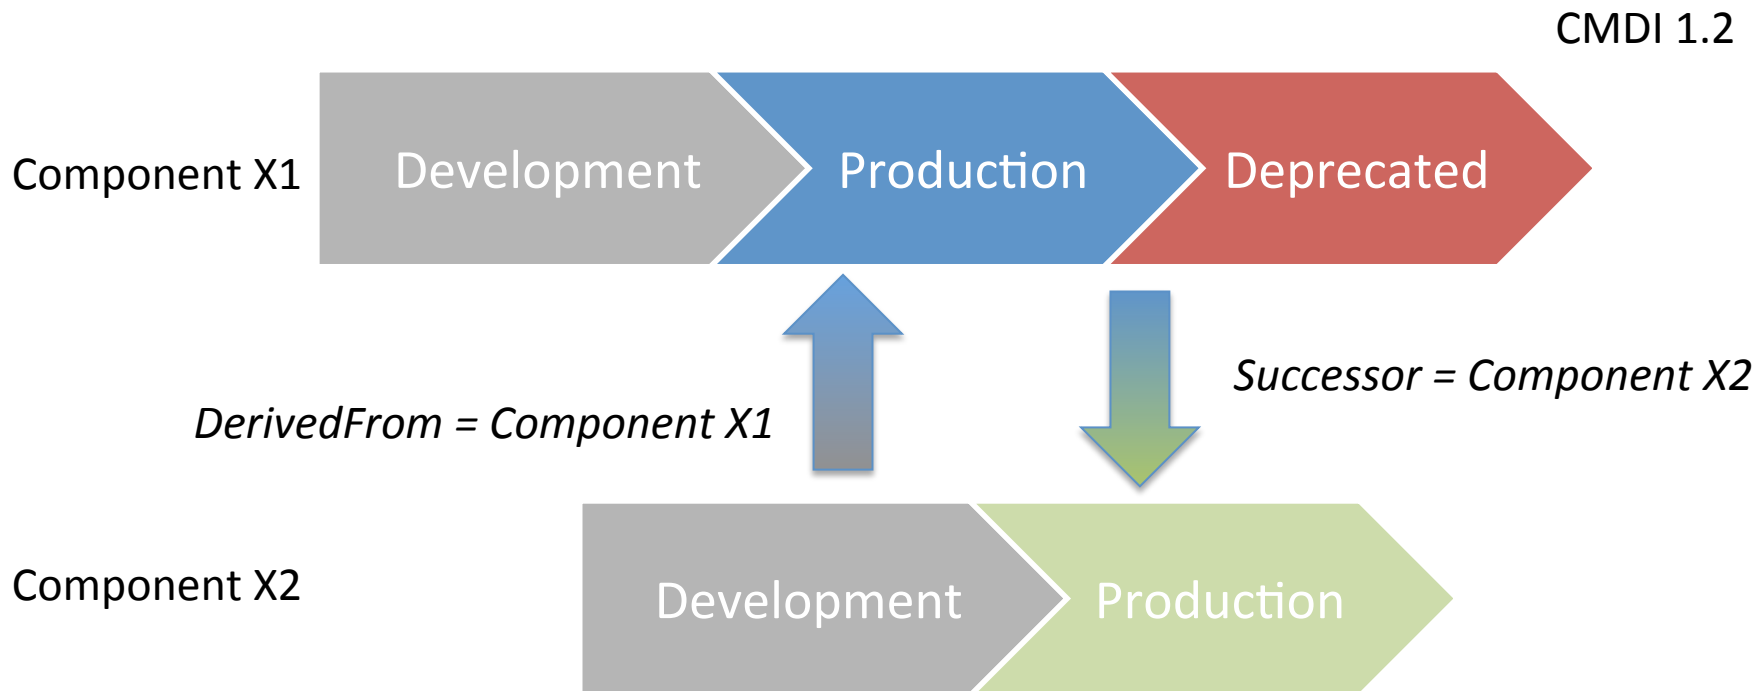 CMDI 1.2
Component X1
Development
Production
Deprecated
DerivedFrom = Component X1
Successor = Component X2
Component X2
Development
Production